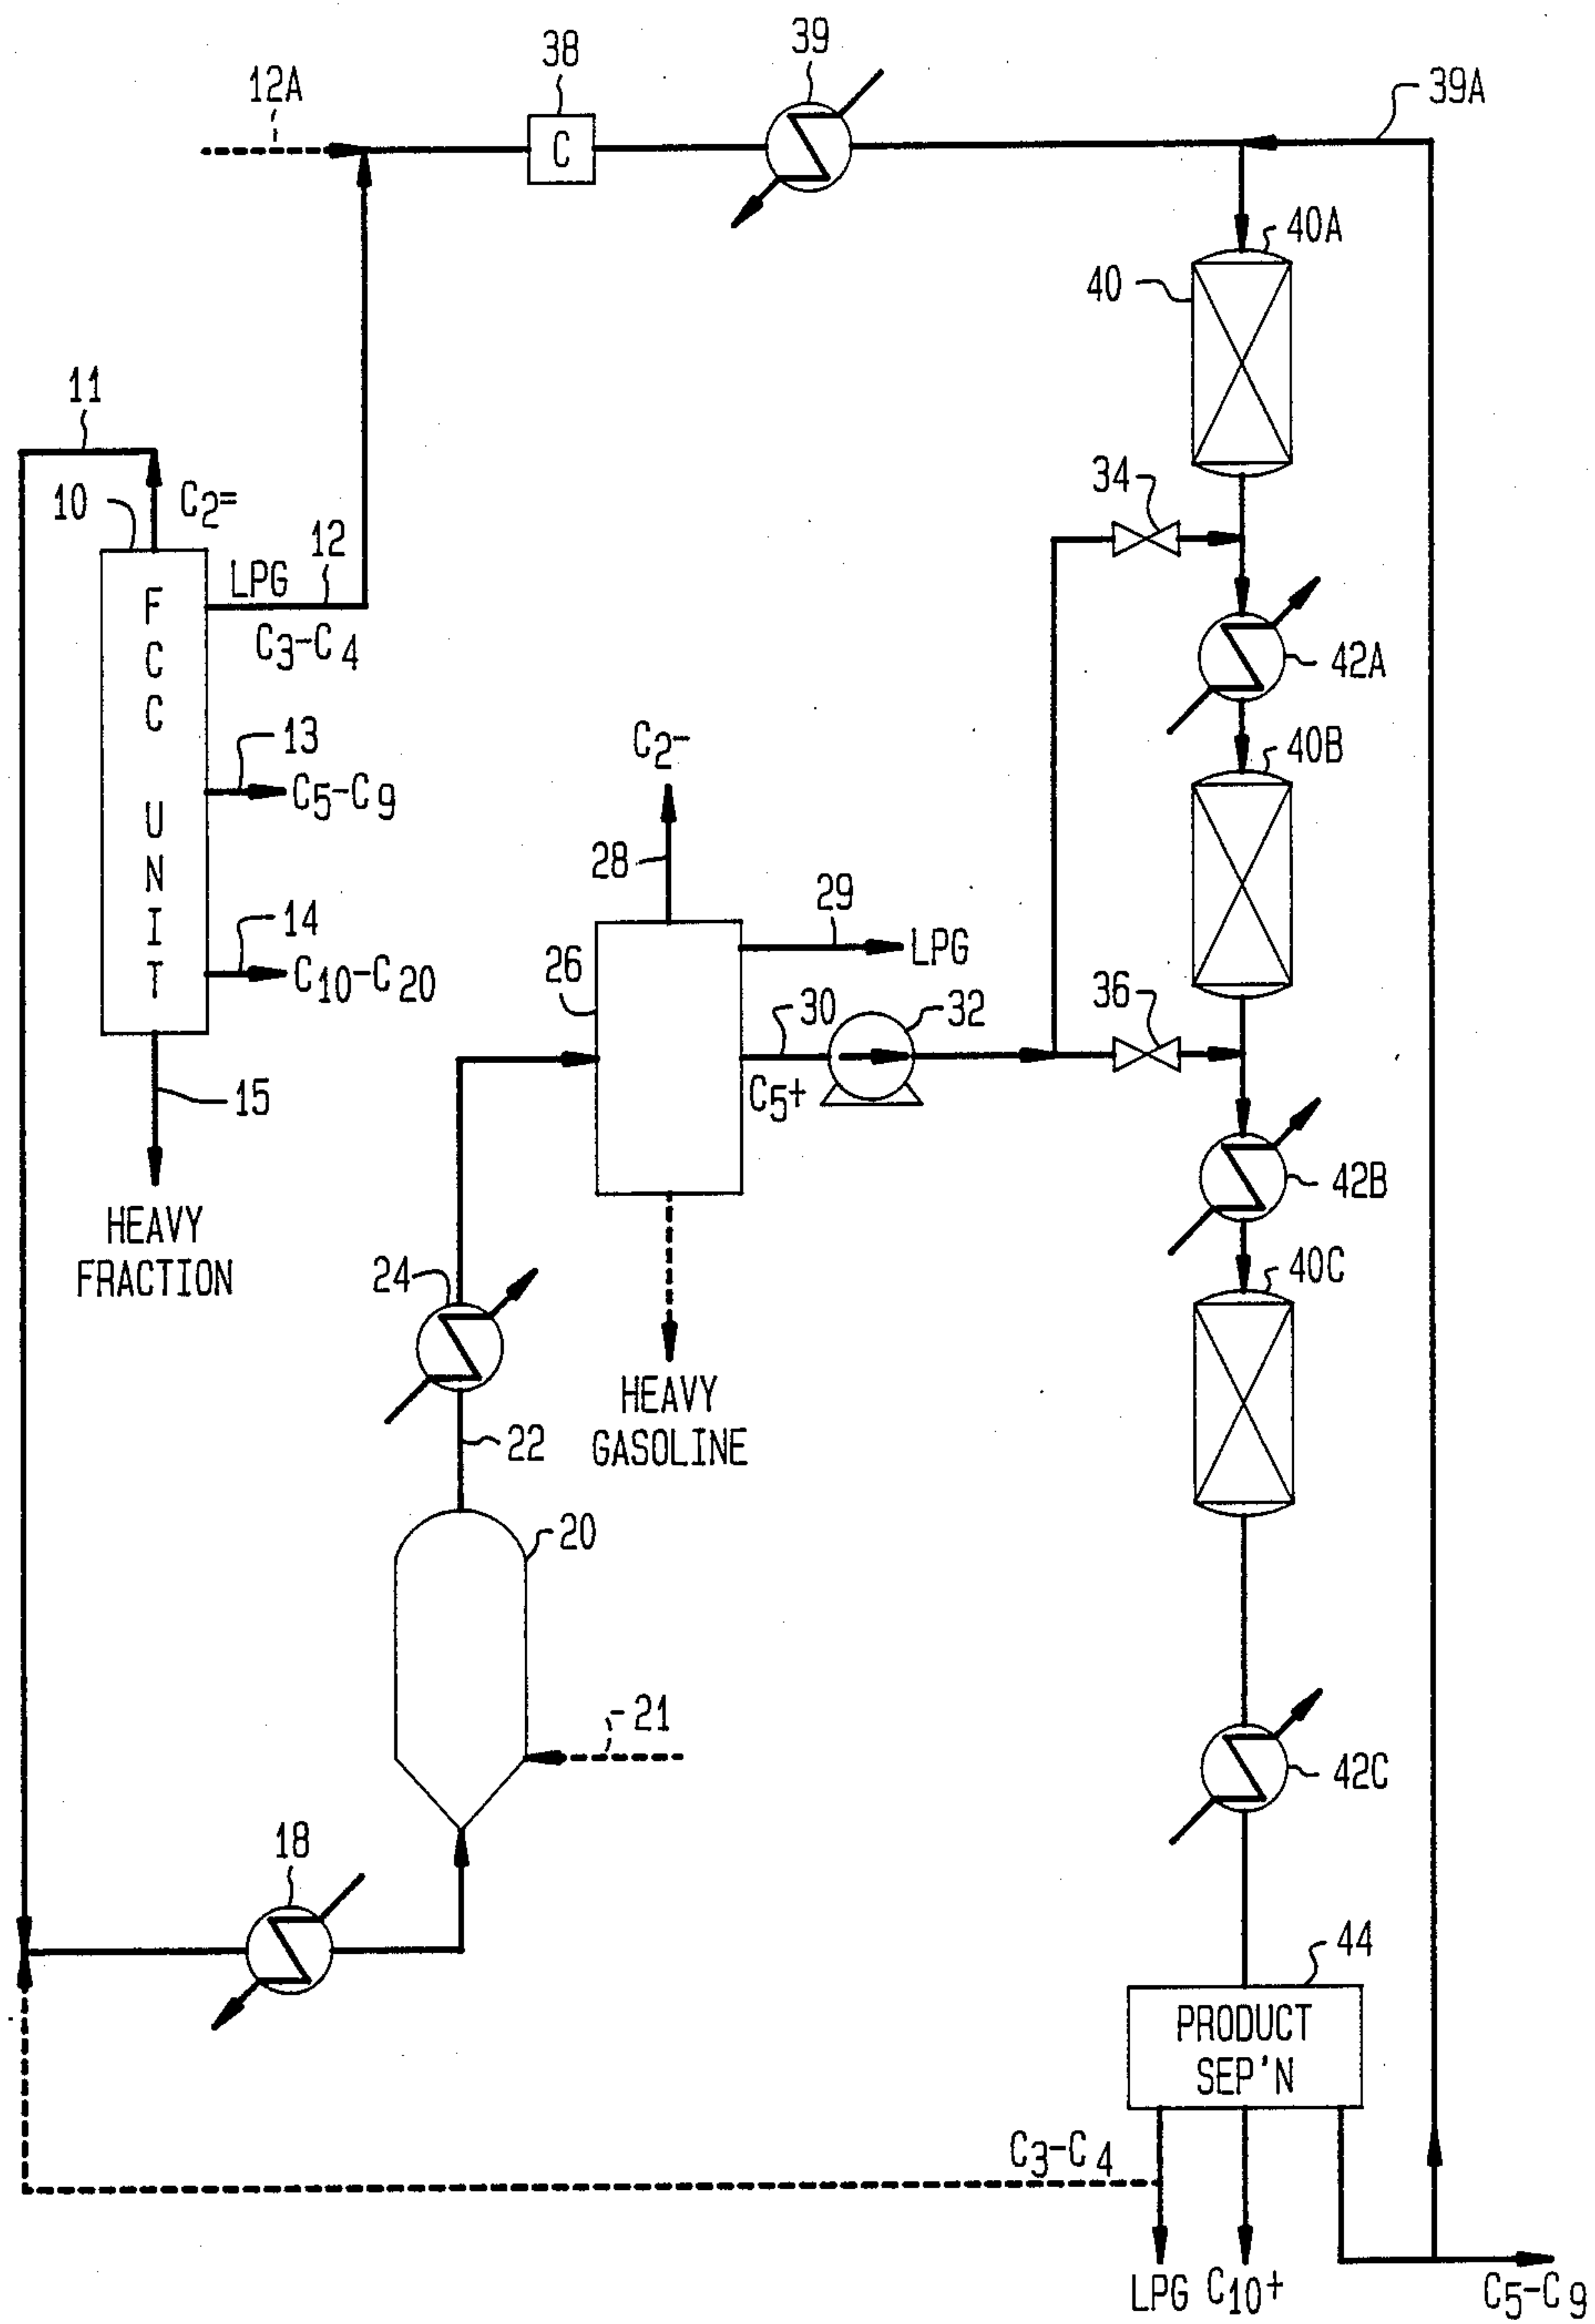 38
39
12A
39A
C
40A
40
11
10
C2=
34
12
LPG
C3-C4
FCC UNIT
42A
13
C2-
40B
C5-C9
28
29
14
26
LPG
C10-C20
30
32
36
15
C5+
42B
HEAVY
FRACTION
24
40C
HEAVY
GASOLINE
22
20
21
42C
18
44
PRODUCT
SEP'N
C3-C4
LPG
C10+
C5-C9